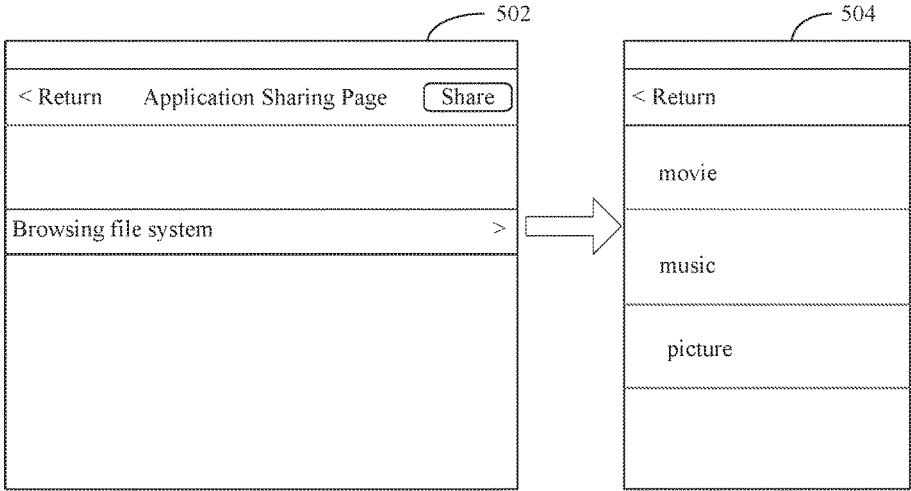 502
< Return Application Sharing Page Share
Browsing file system >
504
< Return
movie
music
picture